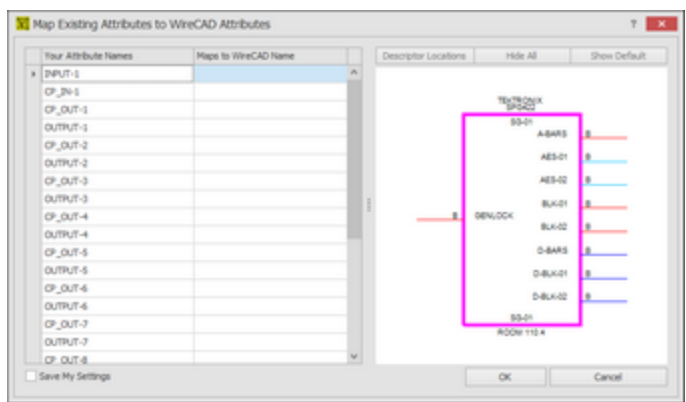 Map Existing Attributes to WireCAD Attributes ?
Your Attribute Names Maps to WireCAD Name
INPUT-1
CP_IN-1
CP_OUT-1
OUTPUT-1
CP_OUT-2
OUTPUT-2
CP_OUT-3
OUTPUT-3
CP_OUT-4
OUTPUT-4
CP_OUT-5
OUTPUT-5
CP_OUT-6
OUTPUT-6
CP_OUT-7
OUTPUT-7
CP OUT-8
Save My Settings
Descriptor Locations Hide All Show Default
TEKTRONIX
SPG422
SG-01
A-BARS B
AES-01 B
AES-02 B
BLK-01 B
B GENLOCK
BLK-02 B
D-BARS B
D-BLK-01 B
D-BLK-02 B
SG-01
ROOM 110.4
OK Cancel